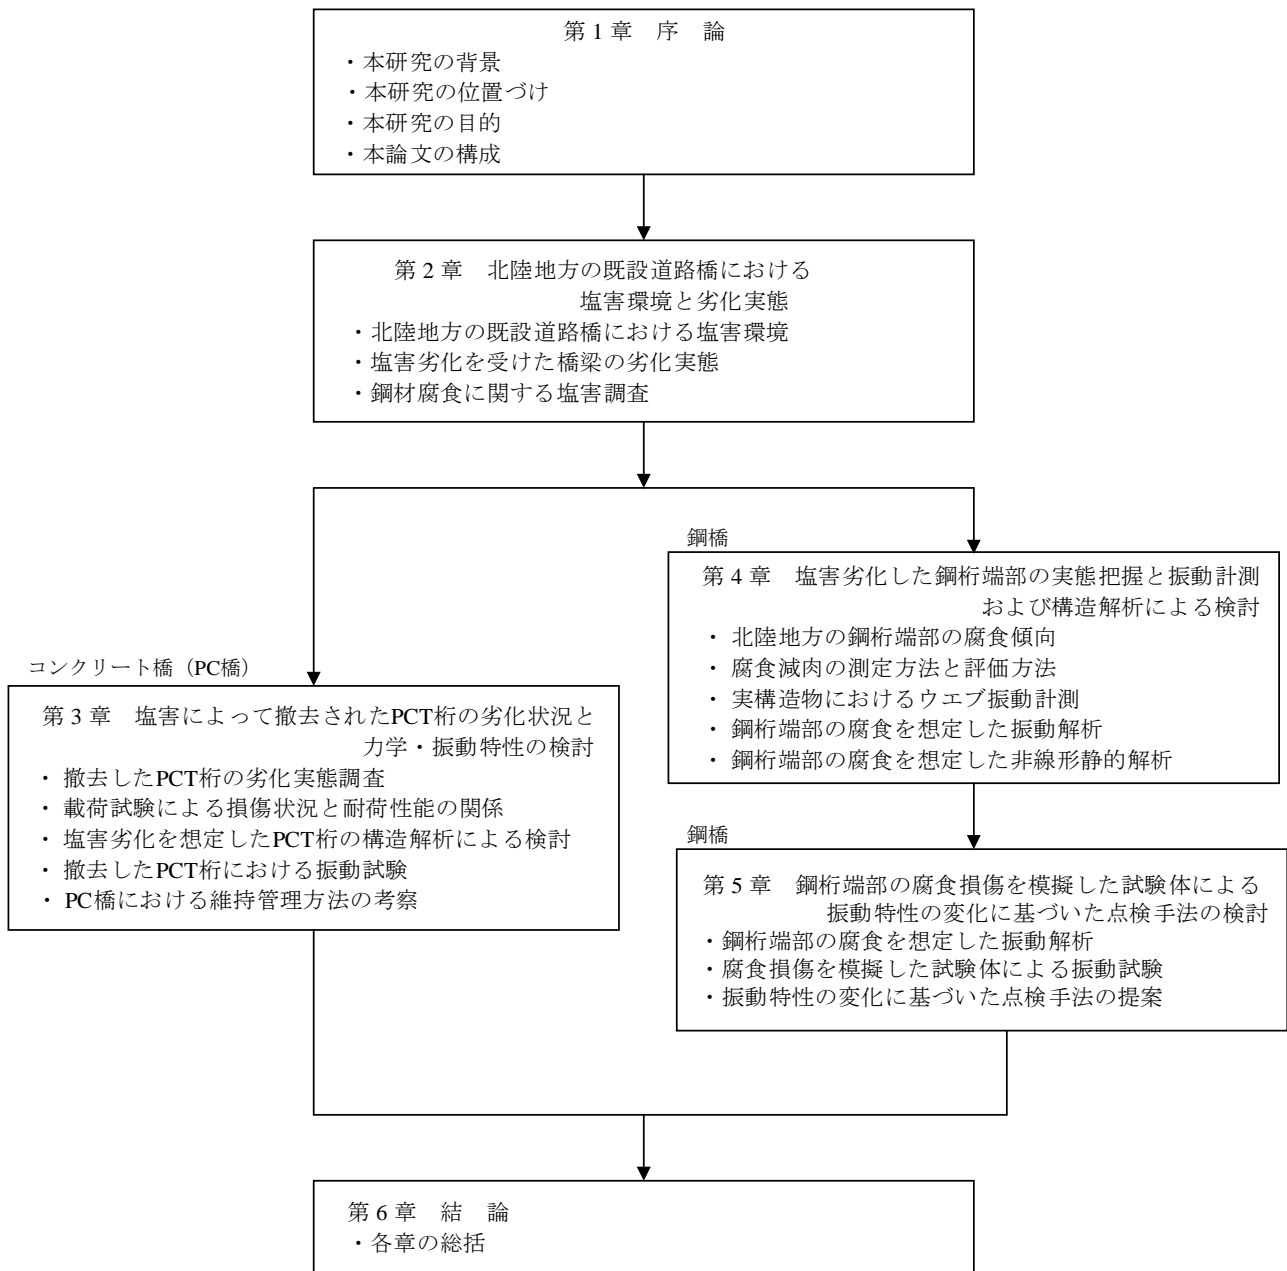 第1章 序 論
・本研究の背景
・本研究の位置づけ
・本研究の目的
・本論文の構成
第2章 北陸地方の既設道路橋における
塩害環境と劣化実態
・北陸地方の既設道路橋における塩害環境
・塩害劣化を受けた橋梁の劣化実態
・鋼材腐食に関する塩害調査
コンクリート橋（PC橋）
第3章 塩害によって撤去されたPCT桁の劣化状況と
力学・振動特性の検討
・ 撤去したPCT桁の劣化実態調査
・ 載荷試験による損傷状況と耐荷性能の関係
・ 塩害劣化を想定したPCT桁の構造解析による検討
・ 撤去したPCT桁における振動試験
・ PC橋における維持管理方法の考察
鋼橋
第4章 塩害劣化した鋼桁端部の実態把握と振動計測
および構造解析による検討
・ 北陸地方の鋼桁端部の腐食傾向
・ 腐食減肉の測定方法と評価方法
・ 実構造物におけるウエブ振動計測
・ 鋼桁端部の腐食を想定した振動解析
・ 鋼桁端部の腐食を想定した非線形静的解析
鋼橋
第5章 鋼桁端部の腐食損傷を模擬した試験体による
振動特性の変化に基づいた点検手法の検討
・鋼桁端部の腐食を想定した振動解析
・腐食損傷を模擬した試験体による振動試験
・振動特性の変化に基づいた点検手法の提案
第6章 結 論
・各章の総括